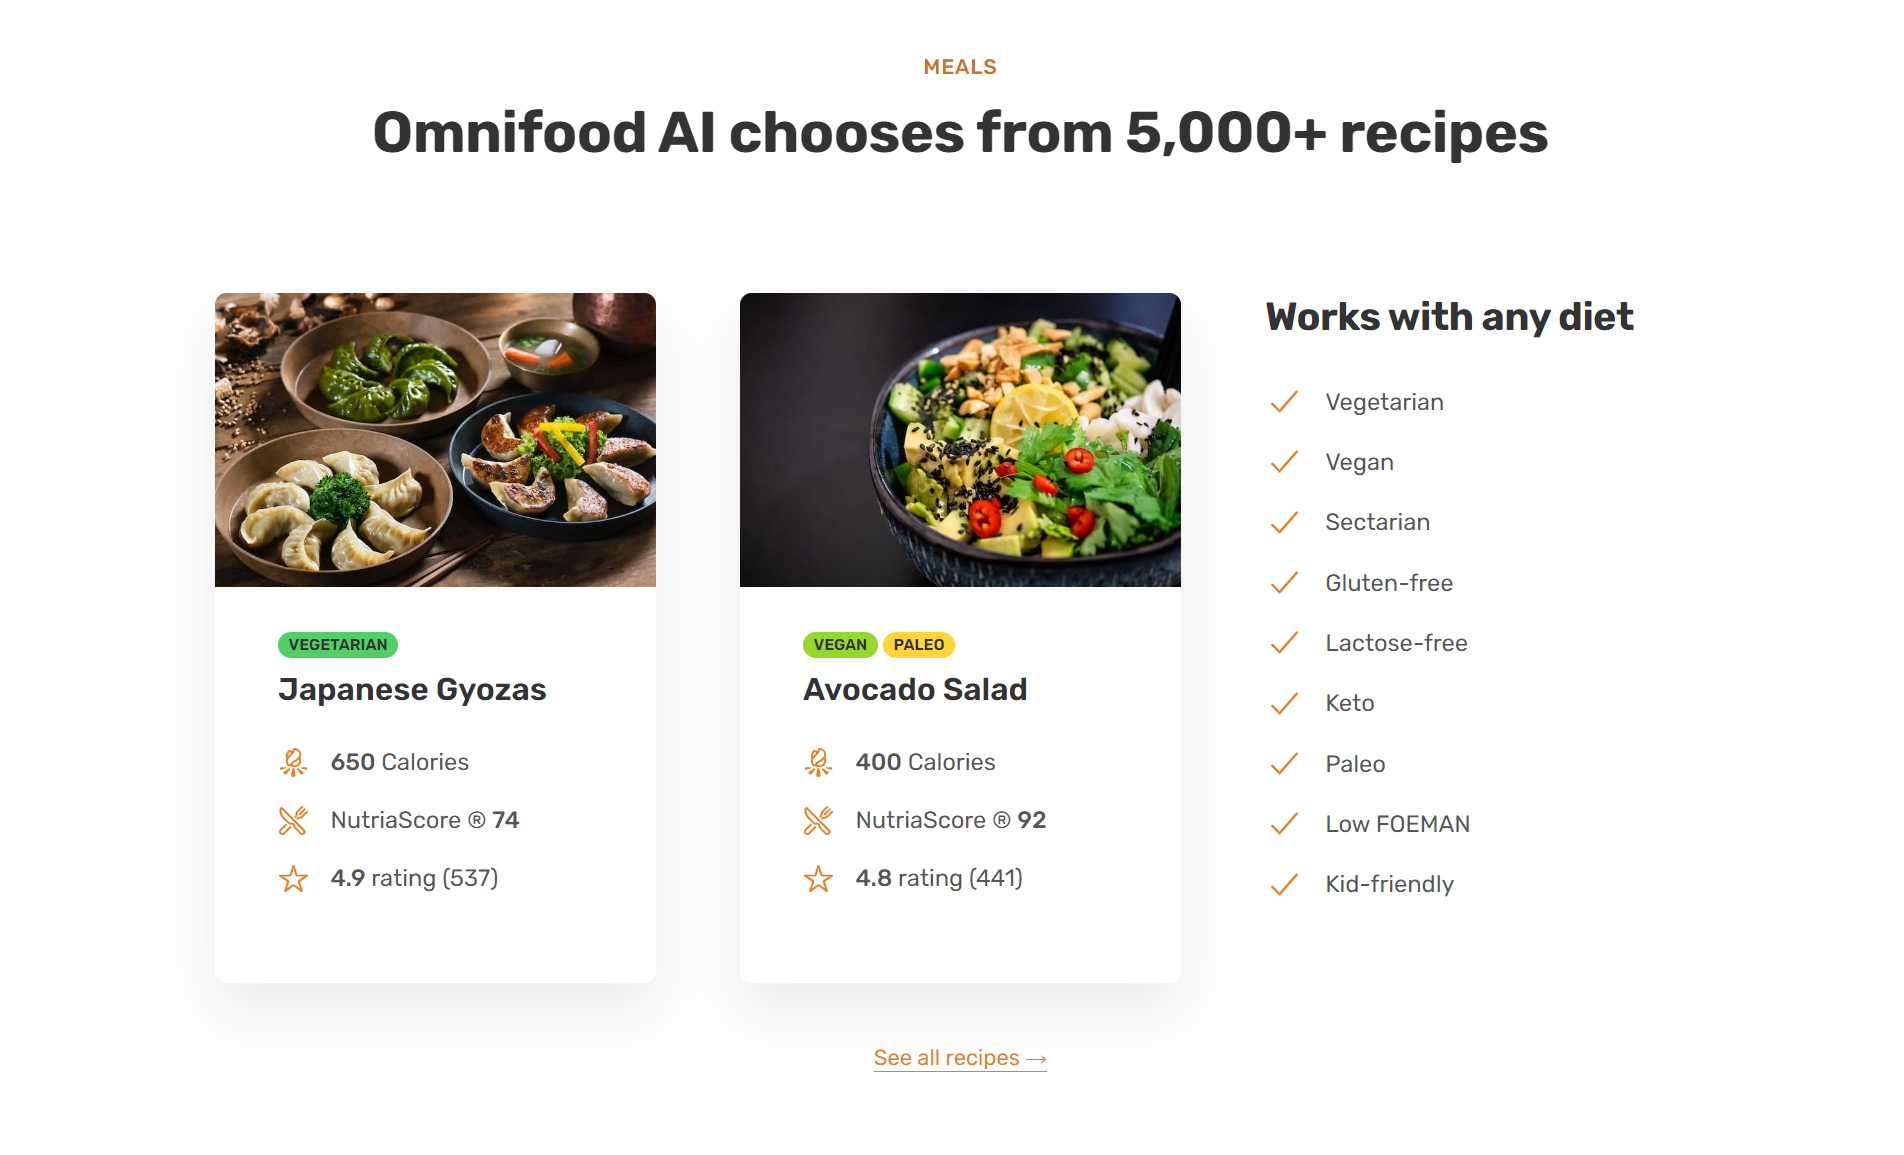 MEALS
Omnifood AI chooses from 5,000+ recipes
VEGETARIAN
Japanese Gyozas
650 Calories
NutriaScore ® 74
4.9 rating (537)
VEGAN PALEO
Avocado Salad
400 Calories
NutriaScore ® 92
4.8 rating (441)
Works with any diet
Vegetarian
Vegan
Sectarian
Gluten-free
Lactose-free
Keto
Paleo
Low FOEMAN
Kid-friendly
See all recipes →